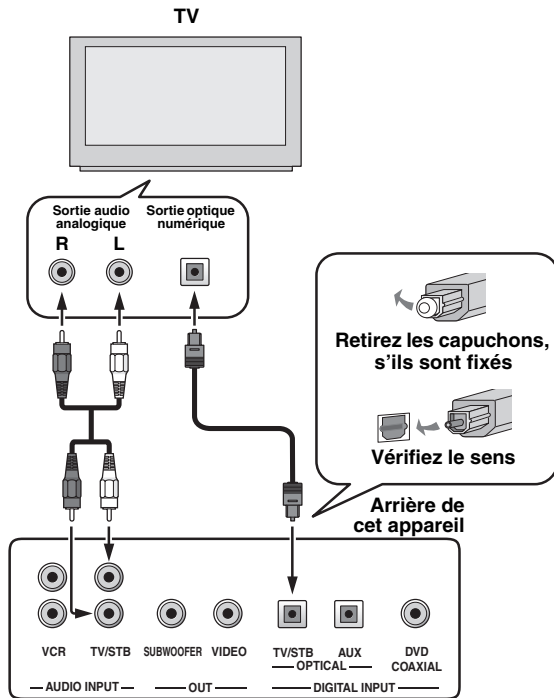 TV
Sortie audio
analogique
Sortie optique
numérique
R L
Retirez les capuchons,
s'ils sont fixés
Vérifiez le sens
Arrière de
cet appareil
VCR TV/STB SUBWOOFER VIDEO TV/STB AUX DVD
OPTICAL COAXIAL
AUDIO INPUT OUT DIGITAL INPUT